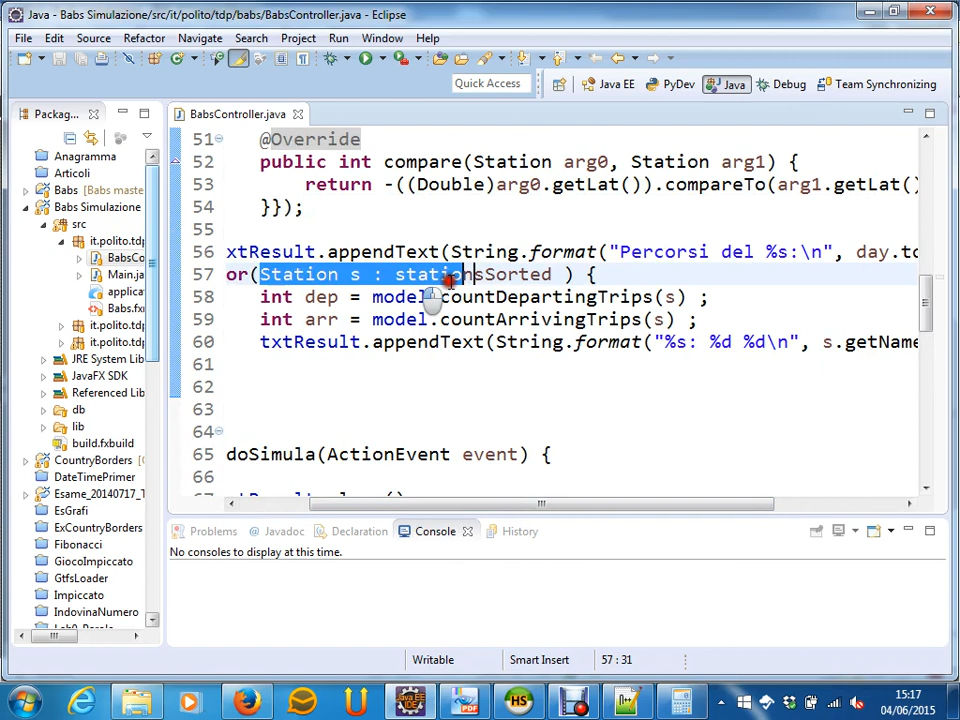 Java - Babs Simulazione/src/it/polito/tdp/babs/BabsController.java - Eclipse
File Edit Source Refactor Navigate Search Project Run Window Help
Quick Access
Java EE PyDev Java Debug Team Synchronizing
Packag...
BabsController.java
Anagramma
Articoli
Babs [Babs maste
Babs Simulazione
src
it.polito.tdp
BabsCo
Main.j
applica
Babs.fx
it.polito.tdp
it.polito.tdp
JRE System Libr
JavaFX SDK
Referenced Lib
db
lib
build.fxbuild
CountryBorders
DateTimePrimer
Esame_20140717_T
EsGrafi
ExCountryBorders
Fibonacci
GiocoImpiccato
GtfsLoader
Impiccato
IndovinaNumero
51 @Override
52 public int compare(Station arg0, Station arg1) {
53 return -((Double)arg0.getLat()).compareTo(arg1.getLat()
54 }});
55
56 xtResult.appendText(String.format("Percorsi del %s:\n", day.to
57 or(Station s : stationsSorted ) {
58 int dep = model.countDepartingTrips(s) ;
59 int arr = model.countArrivingTrips(s) ;
60 txtResult.appendText(String.format("%s: %d %d\n", s.getName
61
62
63
64
65 doSimula(ActionEvent event) {
66
Problems Javadoc Declaration Console History
No consoles to display at this time.
Writable Smart Insert 57 : 31
15:17
04/06/2015